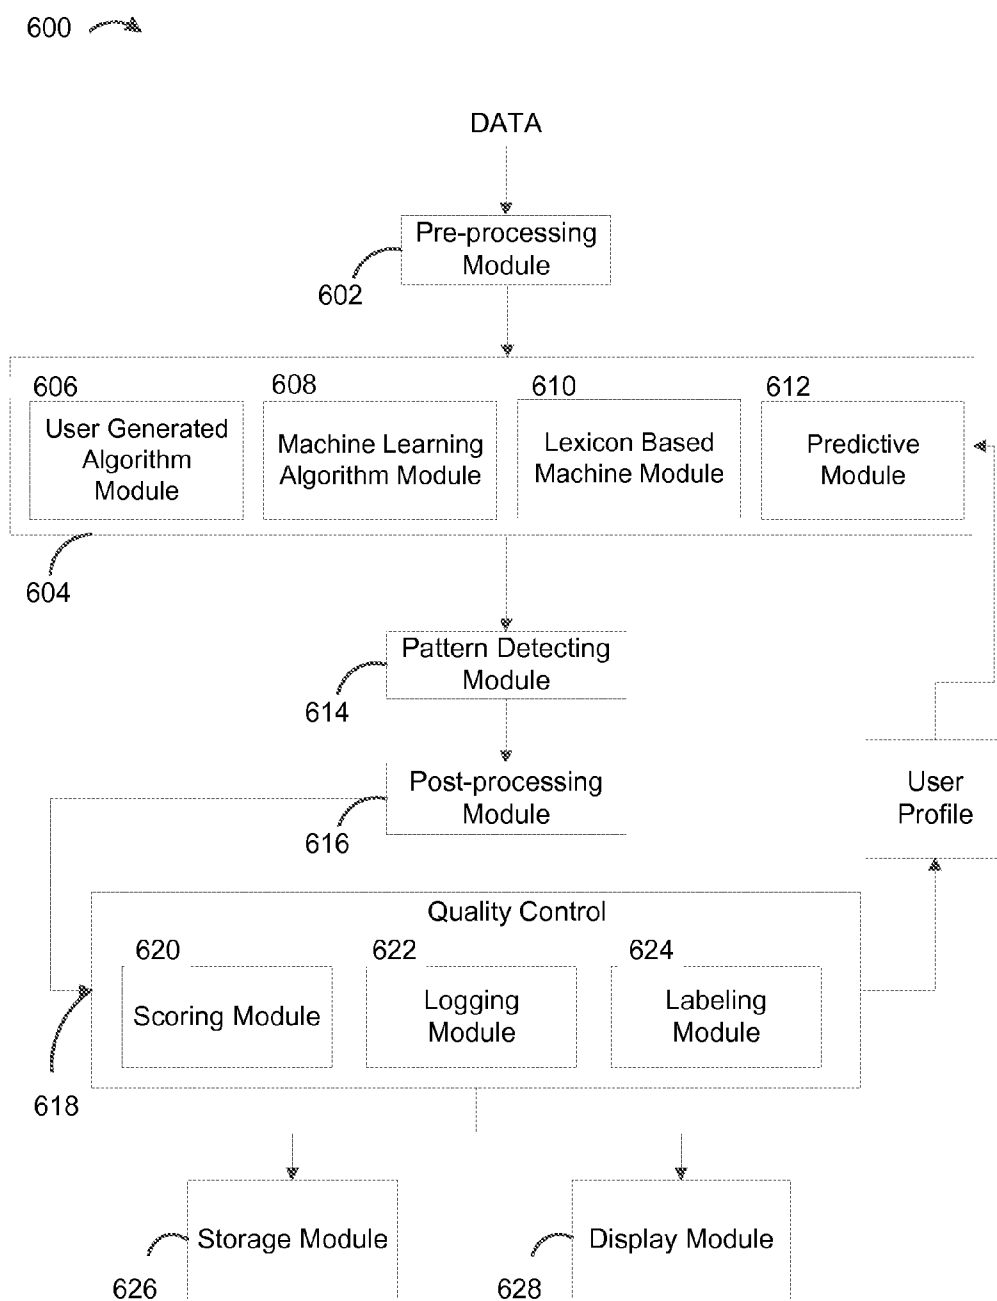 600
DATA
Pre-processing
Module
602
606
User Generated
Algorithm
Module
608
Machine Learning
Algorithm Module
610
Lexicon Based
Machine Module
612
Predictive
Module
604
Pattern Detecting
Module
614
Post-processing
Module
616
User
Profile
Quality Control
620
Scoring Module
622
Logging
Module
624
Labeling
Module
618
Storage Module
626
Display Module
628